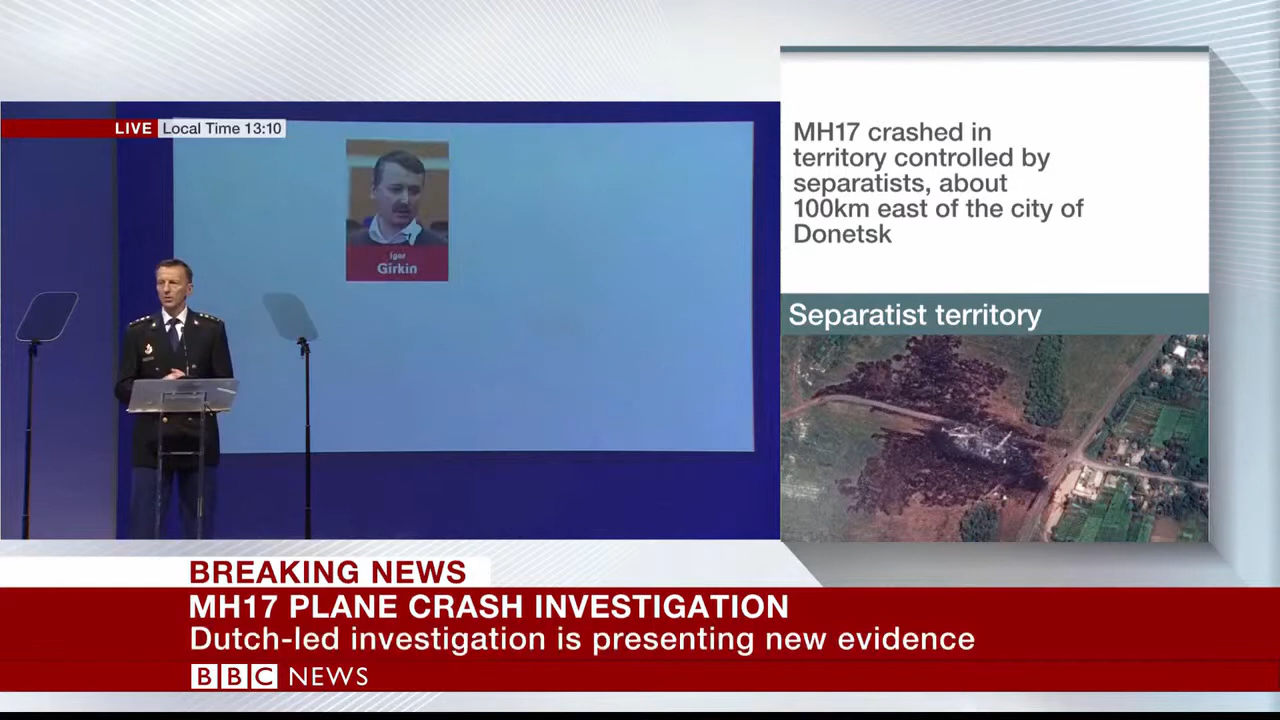 LIVE Local Time 13:10
Igor
Girkin
MH17 crashed in
territory controlled by
separatists, about
100km east of the city of
Donetsk
Separatist territory
BREAKING NEWS
MH17 PLANE CRASH INVESTIGATION
Dutch-led investigation is presenting new evidence
BBC NEWS